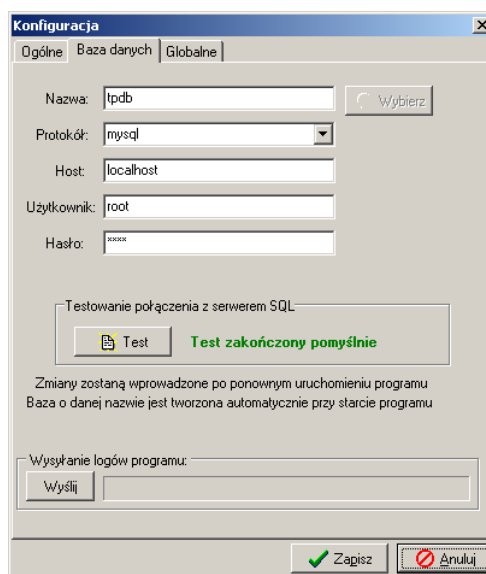 Konfiguracja
Ogólne Baza danych Globalne
Nazwa: tpdb Wybierz
Protokół: mysql
Host: localhost
Użytkownik: root
Hasło: ****
Testowanie połączenia z serwerem SQL
Test Test zakończony pomyślnie
Zmiany zostaną wprowadzone po ponownym uruchomieniu programu
Baza o danej nazwie jest tworzona automatycznie przy starcie programu
Wysyłanie logów programu:
Wyślij
Zapisz Anuluj